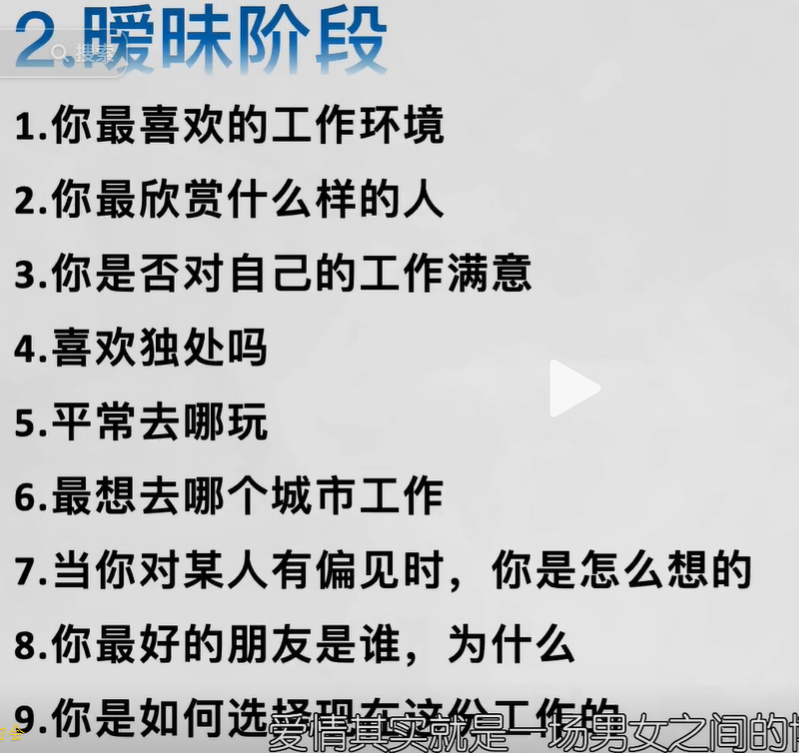 2.暧昧阶段
搜索
1.你最喜欢的工作环境
2.你最欣赏什么样的人
3.你是否对自己的工作满意
4.喜欢独处吗
5.平常去哪玩
6.最想去哪个城市工作
7.当你对某人有偏见时，你是怎么想的
8.你最好的朋友是谁，为什么
9.你是如何选择现在这份工作的
爱情其实就是一场男女之间的